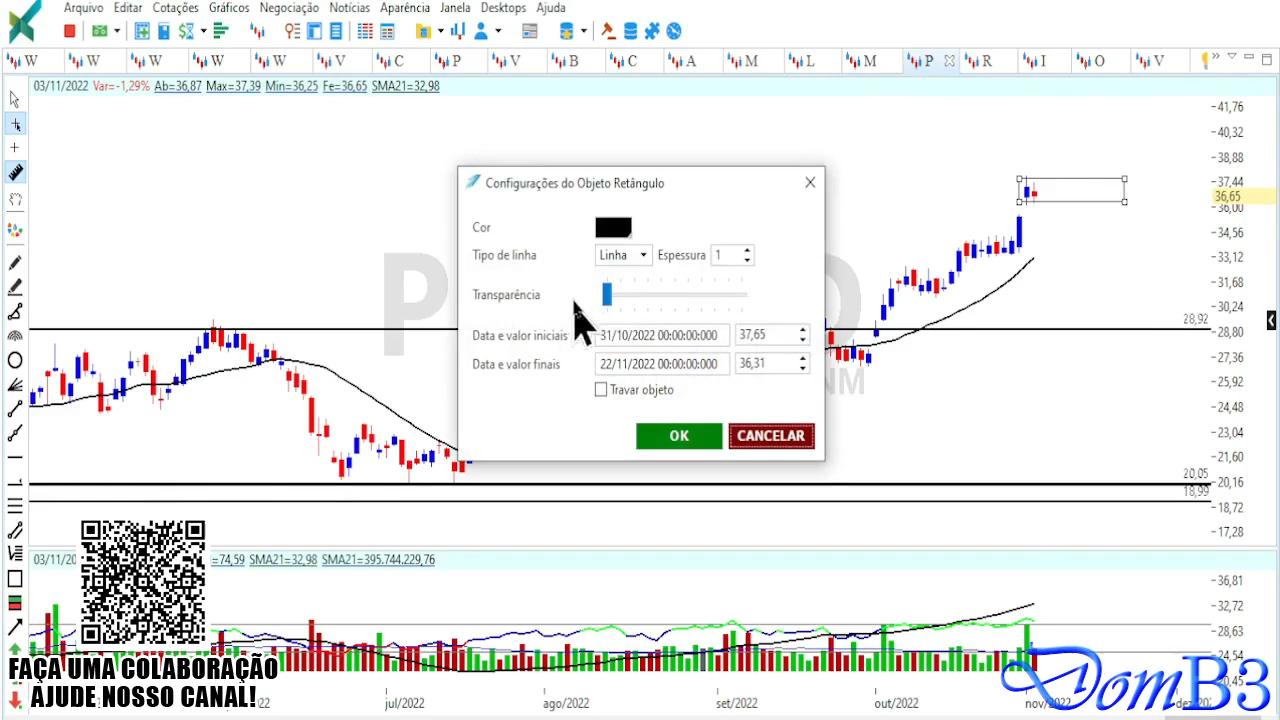 Arquivo Editar Cotações Gráficos Negociação Notícias Aparência Janela Desktops Ajuda
W W W W W V C P V B C A M L M P R I O V
03/11/2022 Var=-1,29% Ab=36,87 Max=37,39 Min=36,25 Fe=36,65 SMA21=32,98
41,76
40,32
38,88
37,44
36,65
36,00
34,56
33,12
31,68
30,24
28,92
28,80
27,36
25,92
24,48
23,04
21,60
20,05
20,16
18,99
18,72
17,28
Configurações do Objeto Retângulo
Cor
Tipo de linha Linha Espessura 1
Transparência
Data e valor iniciais 31/10/2022 00:00:00:000 37,65
Data e valor finais 22/11/2022 00:00:00:000 36,31
Travar objeto
OK CANCELAR
P O
NM
03/11/20 =74,59 SMA21=32,98 SMA21=395.744.229,76
36,81
32,72
28,63
24,54
20,45
FAÇA UMA COLABORAÇÃO
AJUDE NOSSO CANAL!
DomB3
jul/2022 ago/2022 set/2022 out/2022 nov/2022